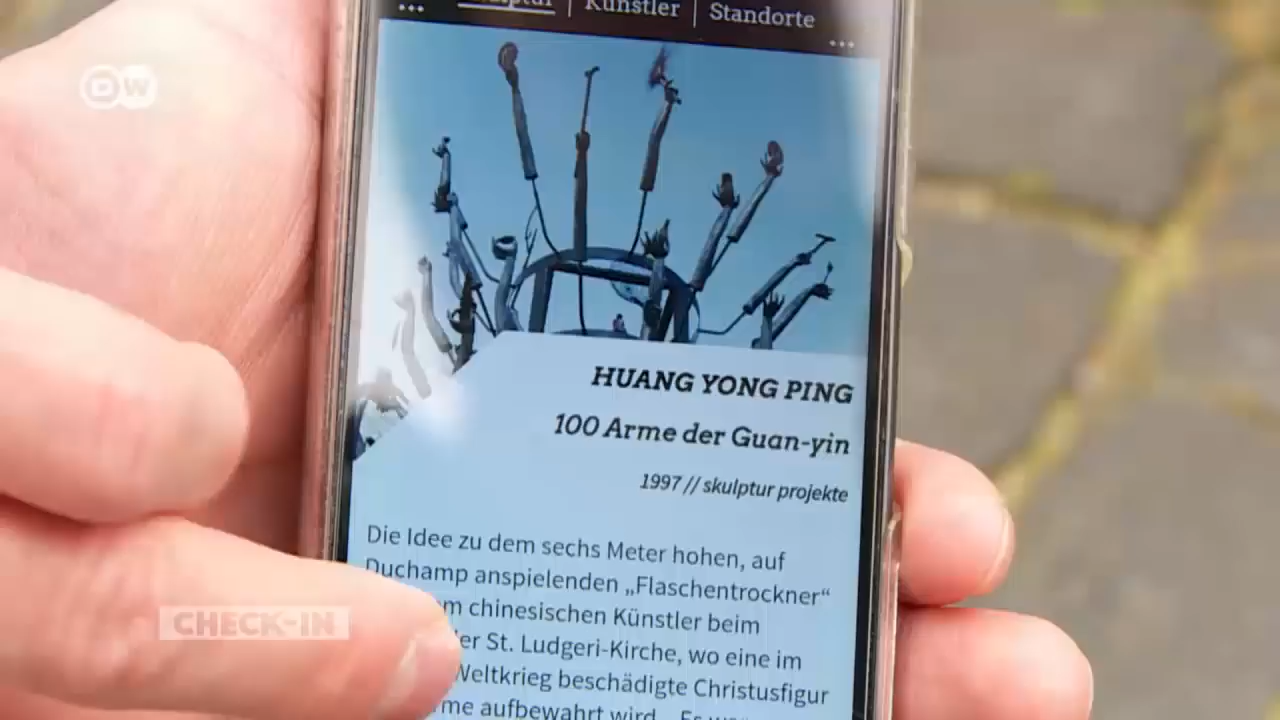 Künstler
Standorte
DW
HUANG YONG PING
100 Arme der Guan-yin
1997 // skulptur projekte
Die Idee zu dem sechs Meter hohen, auf
Duchamp anspielenden „Flaschentrockner“
chinesischen Künstler beim
St. Ludgeri-Kirche, wo eine im
Weltkrieg beschädigte Christusfigur
aufbewahrt wird. „Es
CHECK-IN